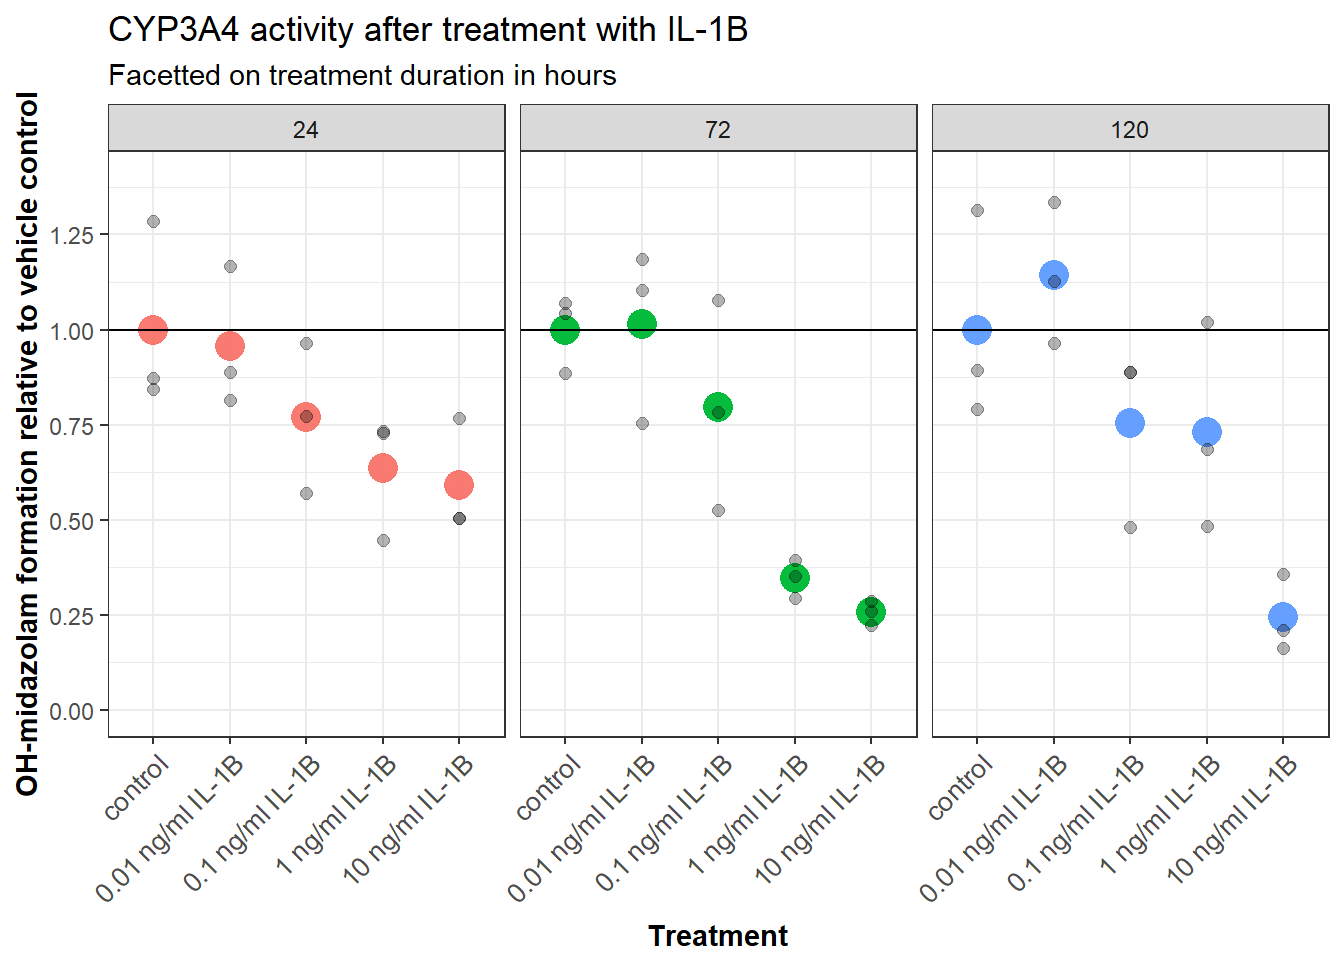 CYP3A4 activity after treatment with IL-1B
Facetted on treatment duration in hours
24
72
120
OH-midazolam formation relative to vehicle control
1.25
1.00
0.75
0.50
0.25
0.00
control
0.01 ng/ml IL-1B
0.1 ng/ml IL-1B
1 ng/ml IL-1B
10 ng/ml IL-1B
control
0.01 ng/ml IL-1B
0.1 ng/ml IL-1B
1 ng/ml IL-1B
10 ng/ml IL-1B
control
0.01 ng/ml IL-1B
0.1 ng/ml IL-1B
1 ng/ml IL-1B
10 ng/ml IL-1B
Treatment